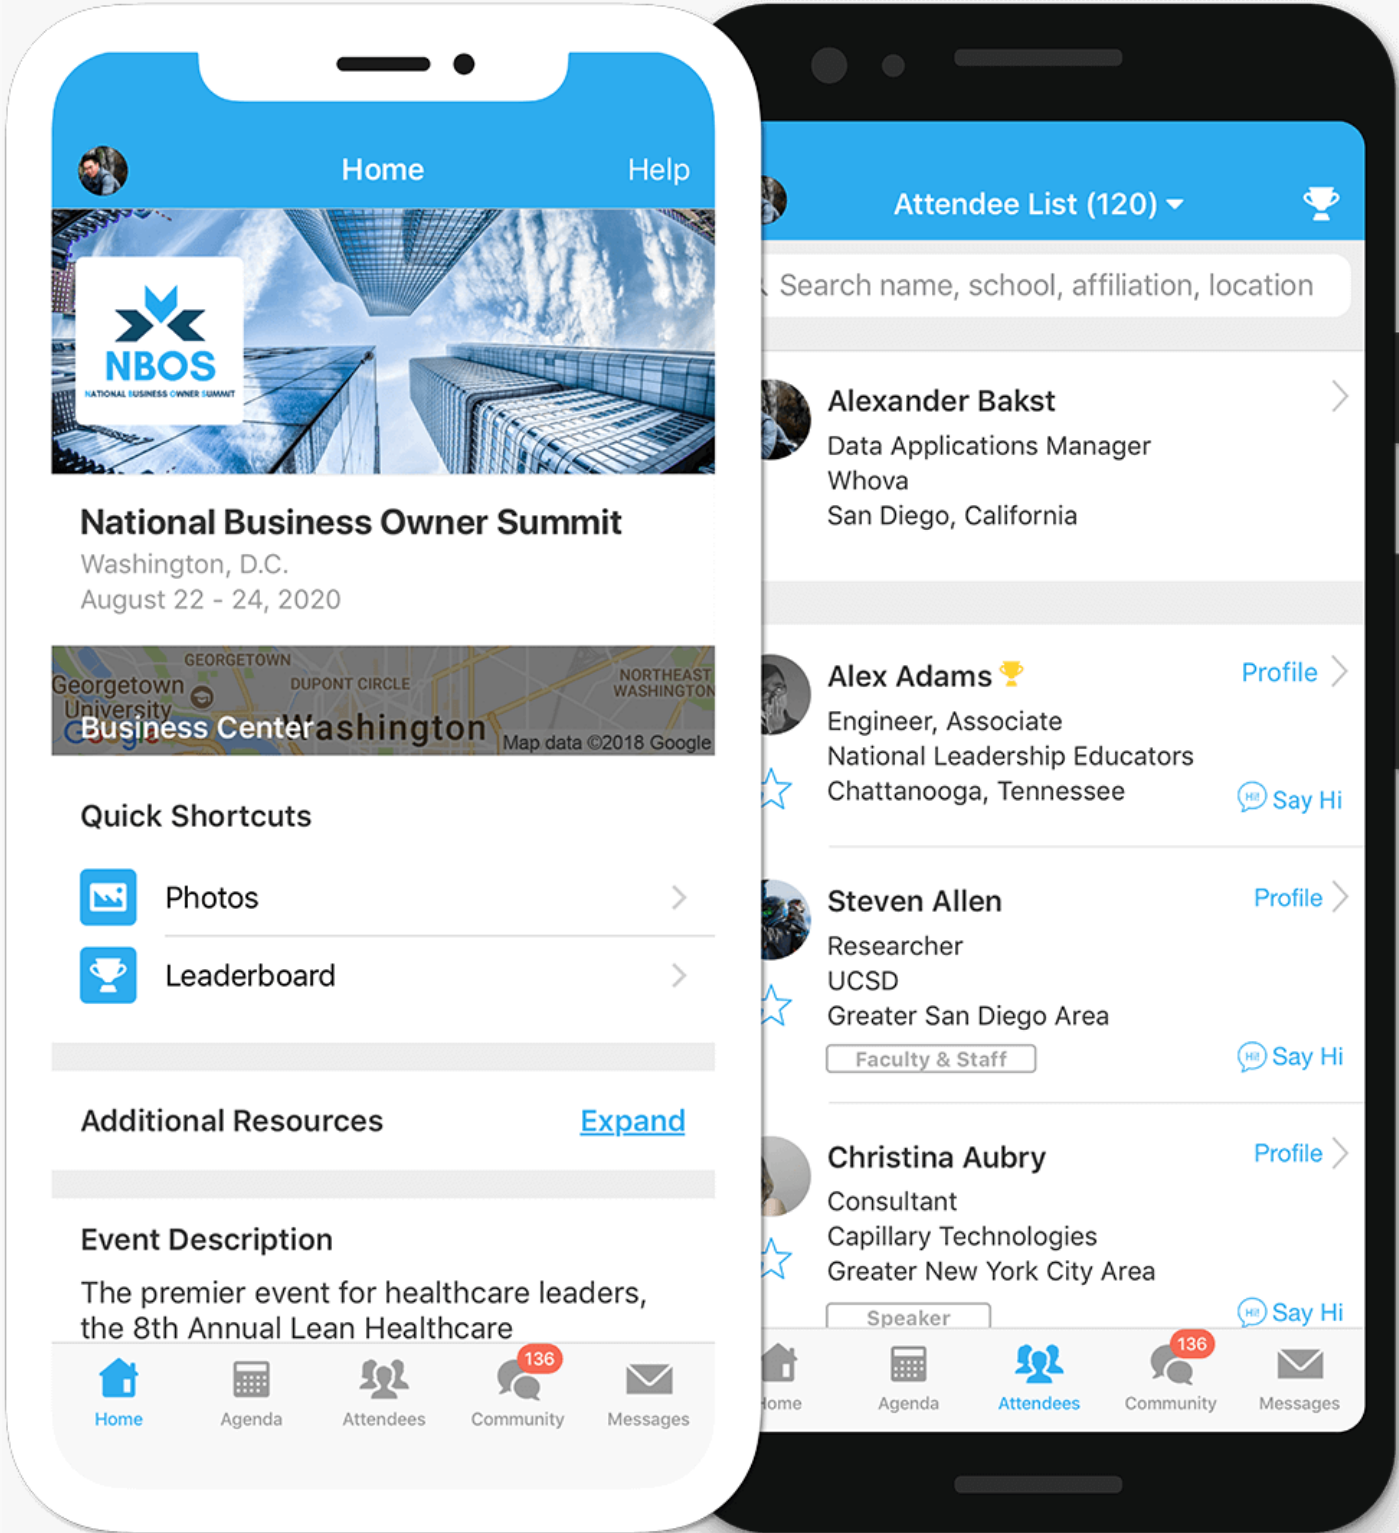 Home
Help
NBOS
NATIONAL BUSINESS OWNER SUMMIT
National Business Owner Summit
Washington, D.C.
August 22 - 24, 2020
GEORGETOWN
Georgetown
University
DUPONT CIRCLE
NORTHEAST
WASHINGTON
Business Center
ashington
Google
Map data ©2018 Google
Quick Shortcuts
Photos
Leaderboard
Additional Resources
Expand
Event Description
The premier event for healthcare leaders,
the 8th Annual Lean Healthcare
136
Home
Agenda
Attendees
Community
Messages
Attendee List (120)
Search name, school, affiliation, location
Alexander Bakst
Data Applications Manager
Whova
San Diego, California
Alex Adams
Profile
Engineer, Associate
National Leadership Educators
Chattanooga, Tennessee
Hi!
Say Hi
Steven Allen
Profile
Researcher
UCSD
Greater San Diego Area
Faculty & Staff
Hi!
Say Hi
Christina Aubry
Profile
Consultant
Capillary Technologies
Greater New York City Area
Speaker
Hi!
Say Hi
136
Home
Agenda
Attendees
Community
Messages